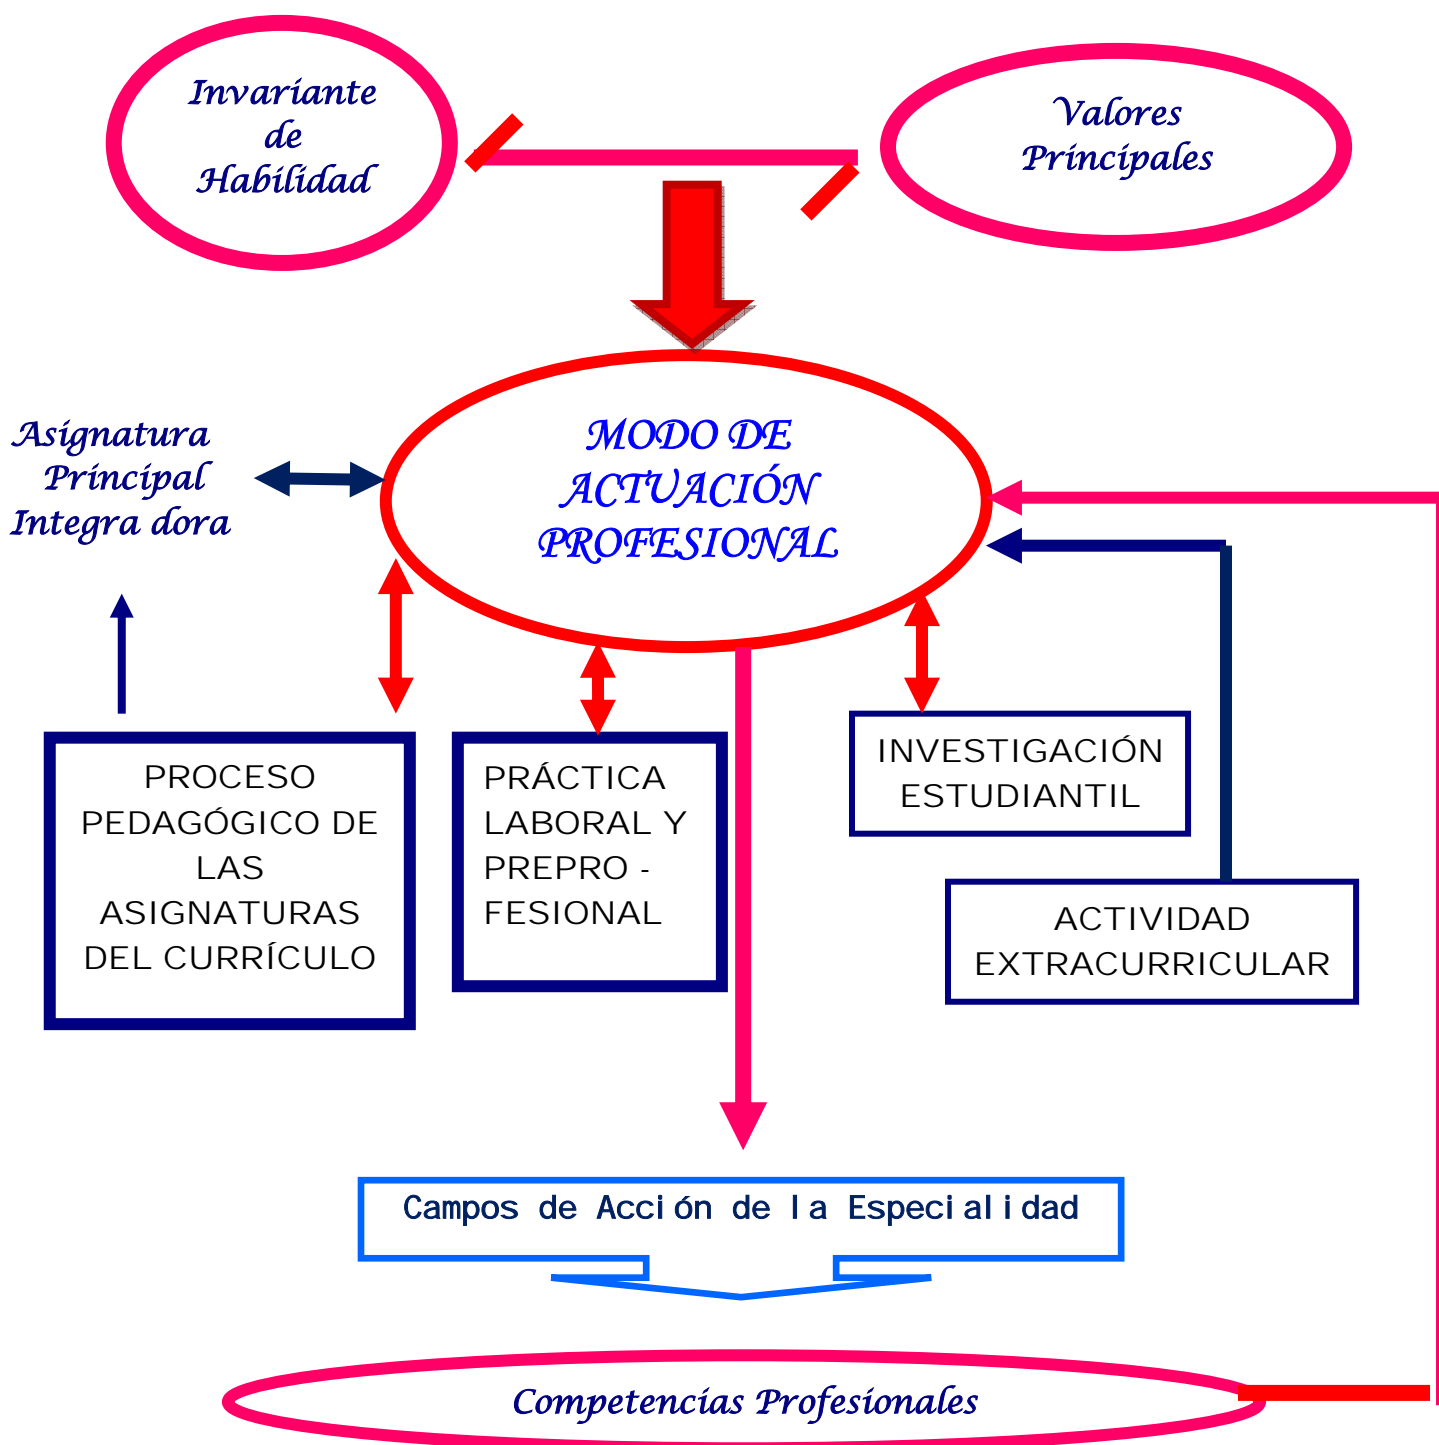 Invariante
de
Habilidad
Valores
Principales
MODO DE
ACTUACIÓN
PROFESIONAL
Asignatura
Principal
Integra dora
PROCESO
PEDAGÓGICO DE
LAS
ASIGNATURAS
DEL CURRÍCULO
PRÁCTICA
LABORAL Y
PREPRO -
FESIONAL
INVESTIGACIÓN
ESTUDIANTIL
ACTIVIDAD
EXTRACURRICULAR
Campos de Acción de la Especialidad
Competencias Profesionales